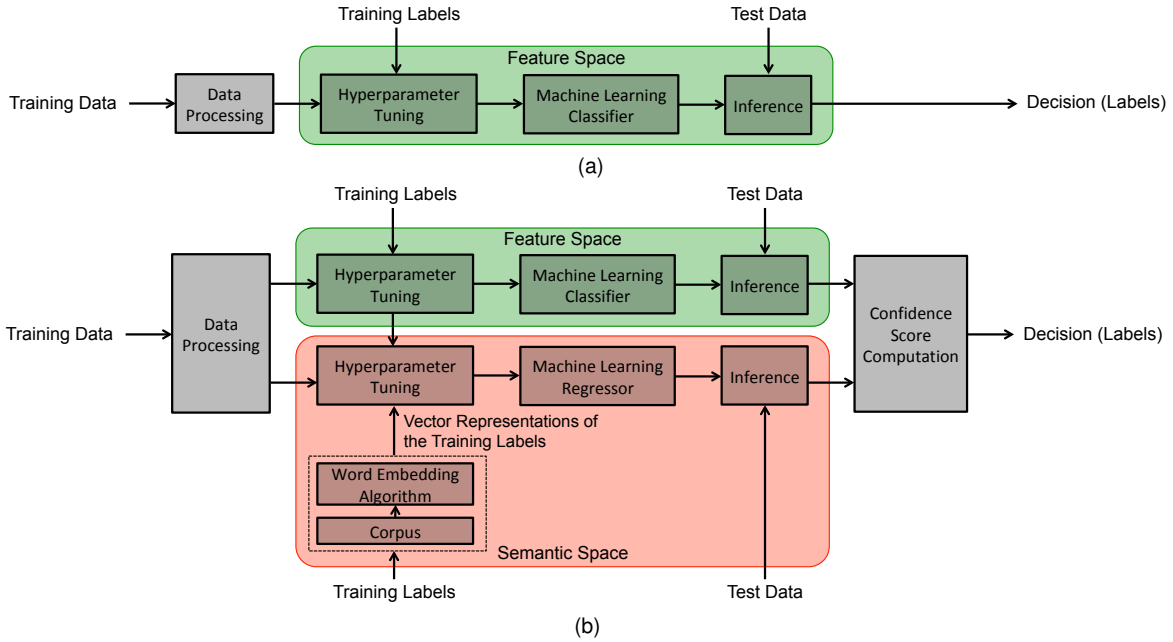 Training Labels
Test Data
Feature Space
Training Data
Data
Processing
Hyperparameter
Tuning
Machine Learning
Classifier
Inference
Decision (Labels)
(a)
Training Labels
Test Data
Feature Space
Hyperparameter
Tuning
Machine Learning
Classifier
Inference
Training Data
Data
Processing
Confidence
Score
Computation
Decision (Labels)
Hyperparameter
Tuning
Machine Learning
Regressor
Inference
Vector Representations of
the Training Labels
Word Embedding
Algorithm
Corpus
Semantic Space
Training Labels
Test Data
(b)